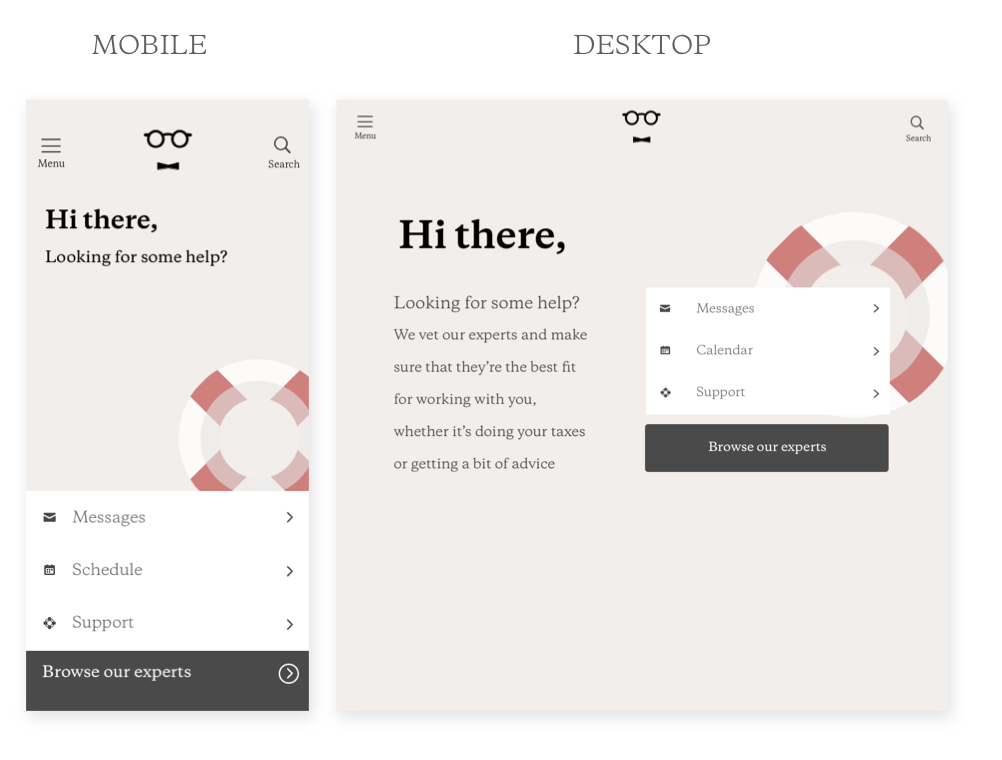 MOBILE
DESKTOP
Menu
Search
Hi there,
Looking for some help?
Messages
Schedule
Support
Browse our experts
Menu
Search
Hi there,
Looking for some help?
We vet our experts and make
sure that they’re the best fit
for working with you,
whether it’s doing your taxes
or getting a bit of advice
Messages
Calendar
Support
Browse our experts